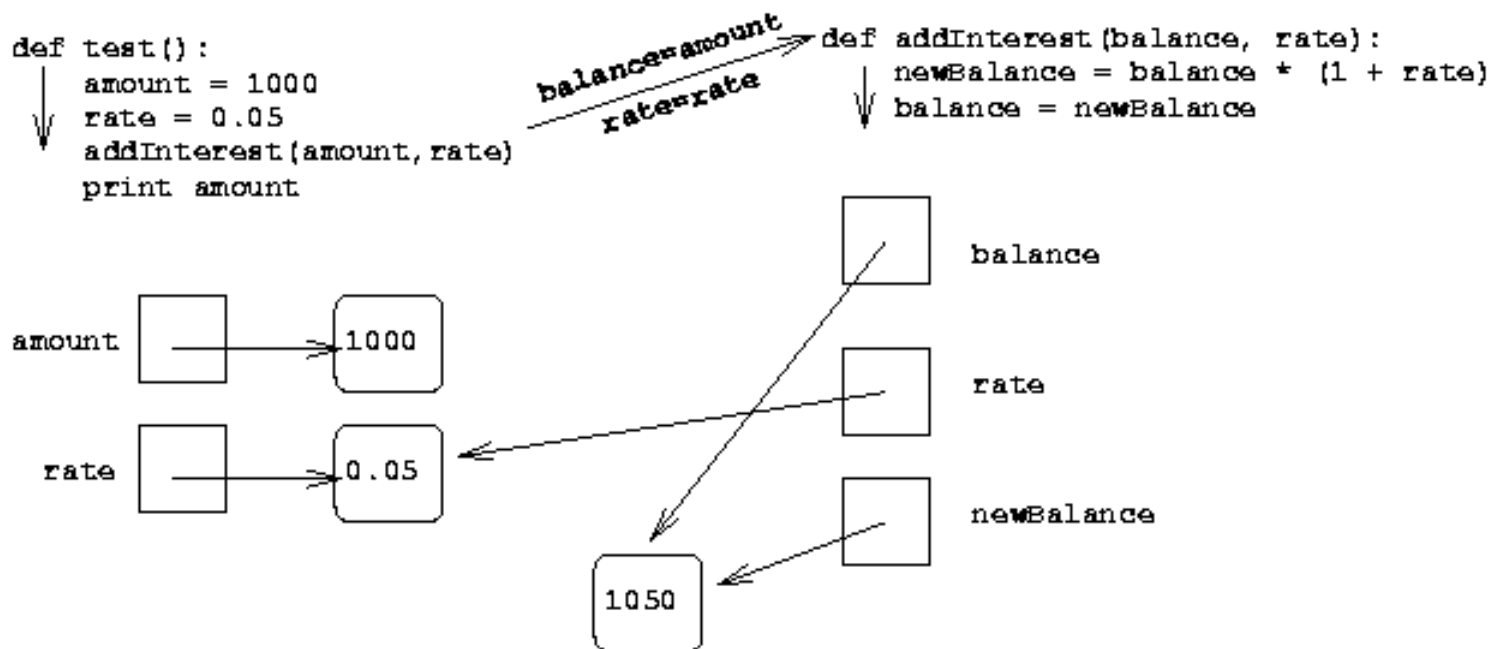 def test():
    amount = 1000
    rate = 0.05
    addInterest(amount,rate)
    print amount
balance=amount
rate=rate
def addInterest(balance, rate):
    newBalance = balance * (1 + rate)
    balance = newBalance
balance
amount
1000
rate
rate
0.05
newBalance
1050